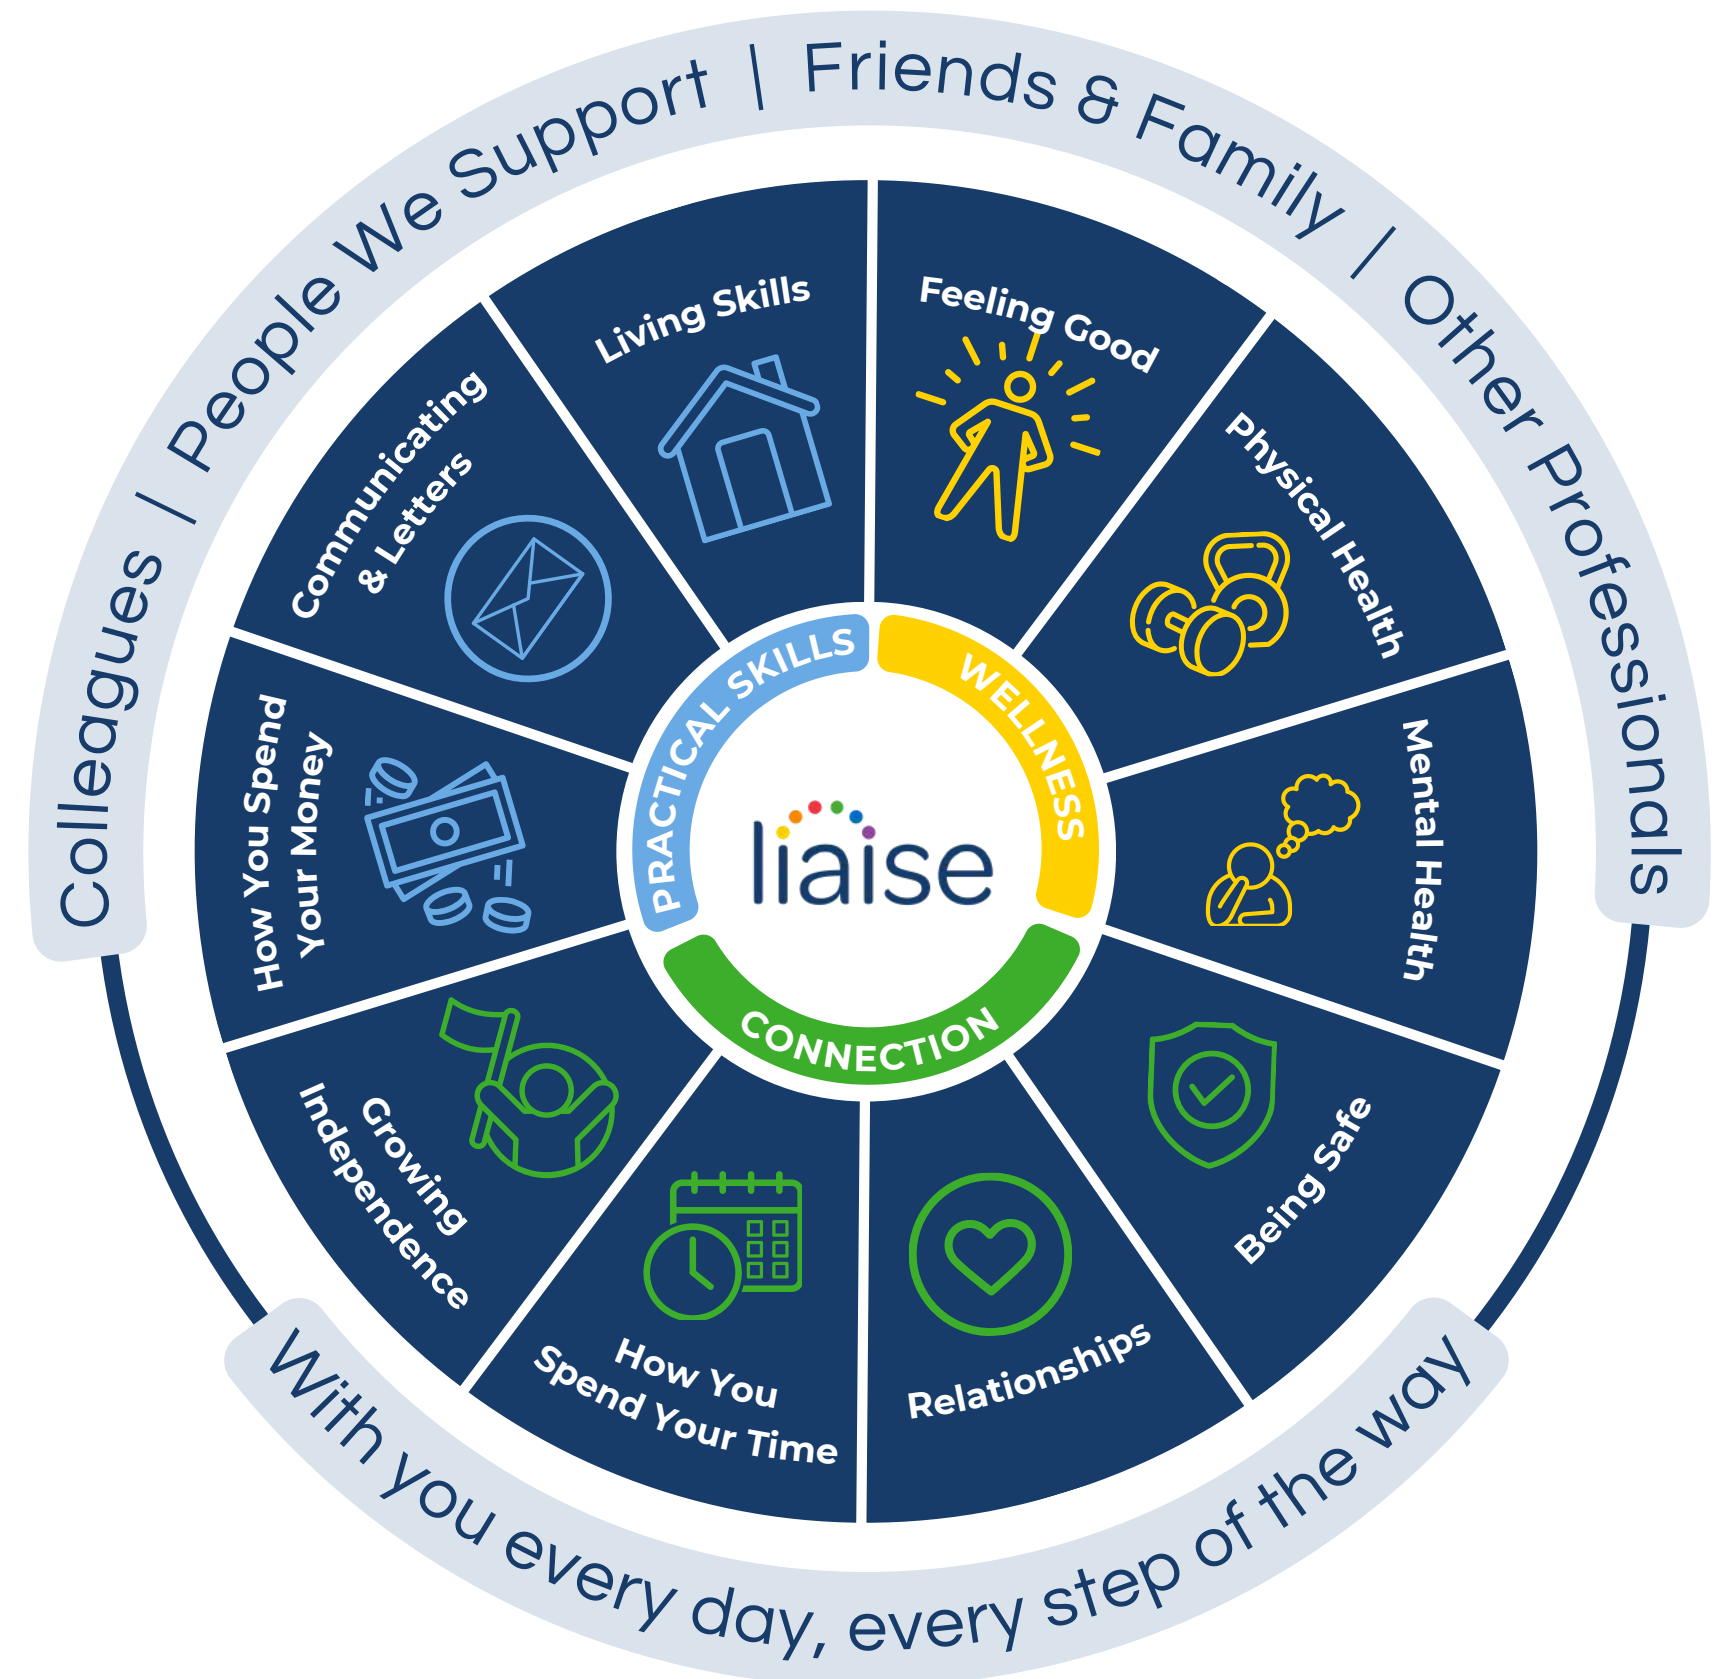 Colleagues | People We Support | Friends & Family | Other Professionals
Living Skills
Feeling Good
Physical Health
Mental Health
Being Safe
Relationships
How You
Spend Your Time
Growing
Independence
How You Spend
Your Money
Communicating
& Letters
PRACTICAL SKILLS
WELLNESS
CONNECTION
liaise
With you every day, every step of the way